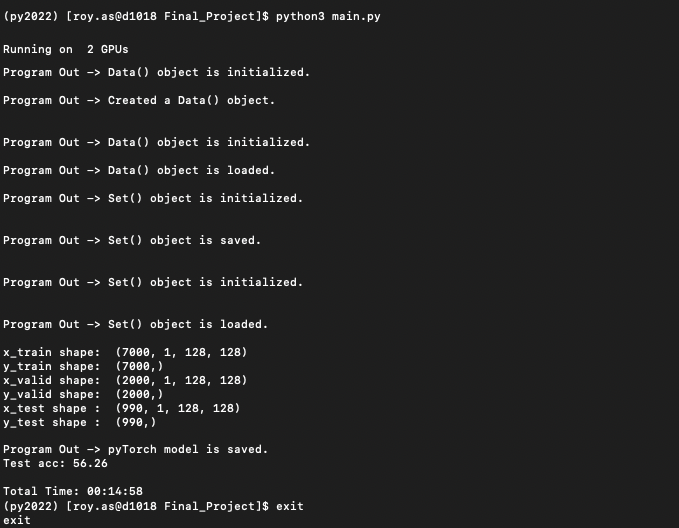 (py2022) [roy.as@d1018 Final_Project]$ python3 main.py
Running on  2 GPUs
Program Out -> Data() object is initialized.
Program Out -> Created a Data() object.
Program Out -> Data() object is initialized.
Program Out -> Data() object is loaded.
Program Out -> Set() object is initialized.
Program Out -> Set() object is saved.
Program Out -> Set() object is initialized.
Program Out -> Set() object is loaded.
x_train shape:  (7000, 1, 128, 128)
y_train shape:  (7000,)
x_valid shape:  (2000, 1, 128, 128)
y_valid shape:  (2000,)
x_test shape :  (990, 1, 128, 128)
y_test shape :  (990,)
Program Out -> pyTorch model is saved.
Test acc: 56.26
Total Time: 00:14:58
(py2022) [roy.as@d1018 Final_Project]$ exit
exit